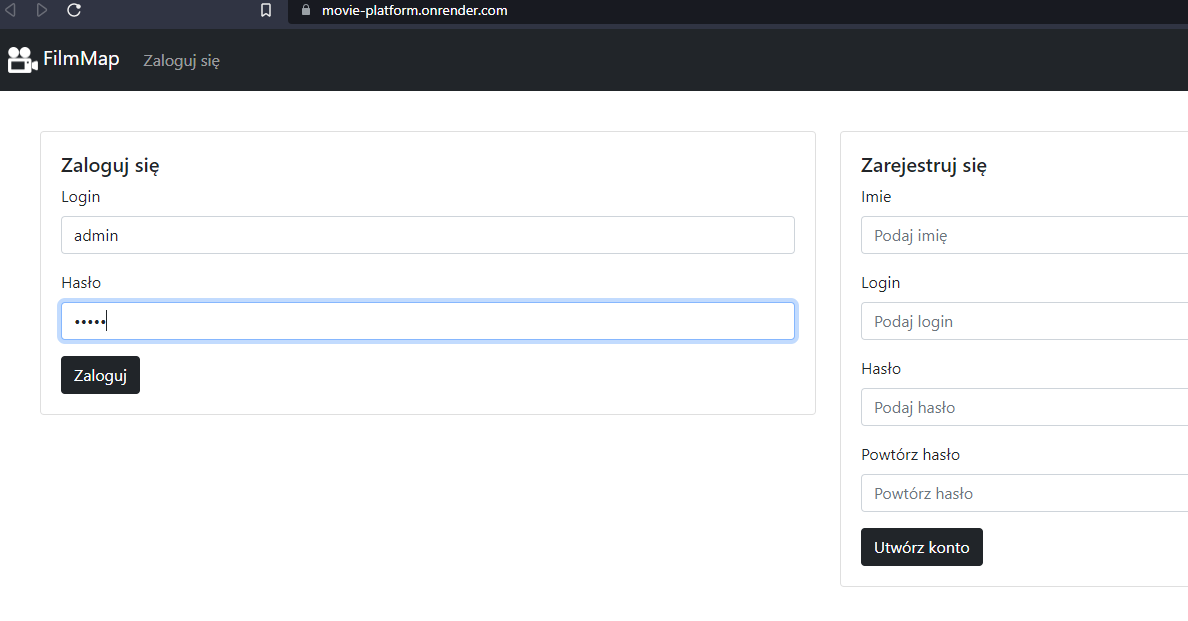 movie-platform.onrender.com
FilmMap Zaloguj się
Zaloguj się
Login
admin
Hasło
•••••
Zaloguj
Zarejestruj się
Imie
Podaj imię
Login
Podaj login
Hasło
Podaj hasło
Powtórz hasło
Powtórz hasło
Utwórz konto